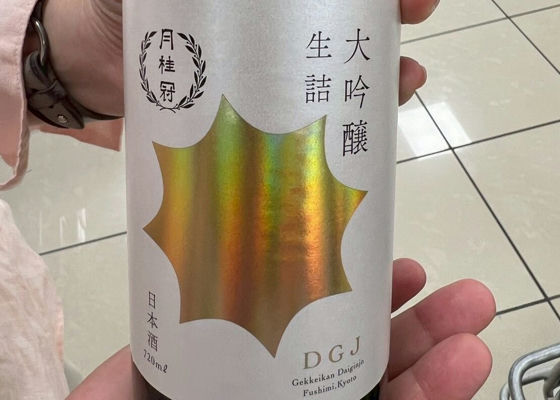 月桂冠
大吟醸
生詰
日本酒
720mℓ
DGJ
Gekkeikan Daiginjo
Fushimi,Kyoto